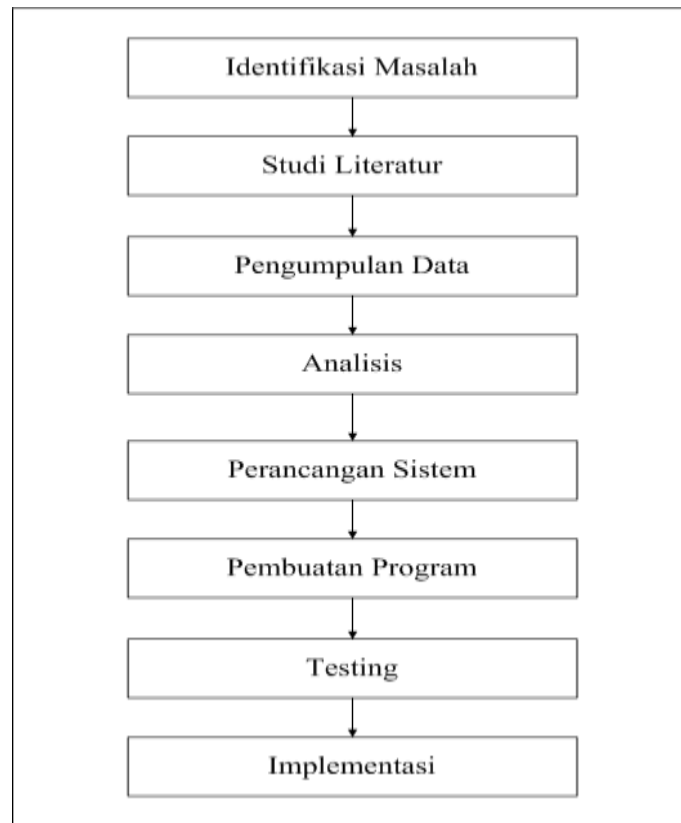 Identifikasi Masalah
Studi Literatur
Pengumpulan Data
Analisis
Perancangan Sistem
Pembuatan Program
Testing
Implementasi